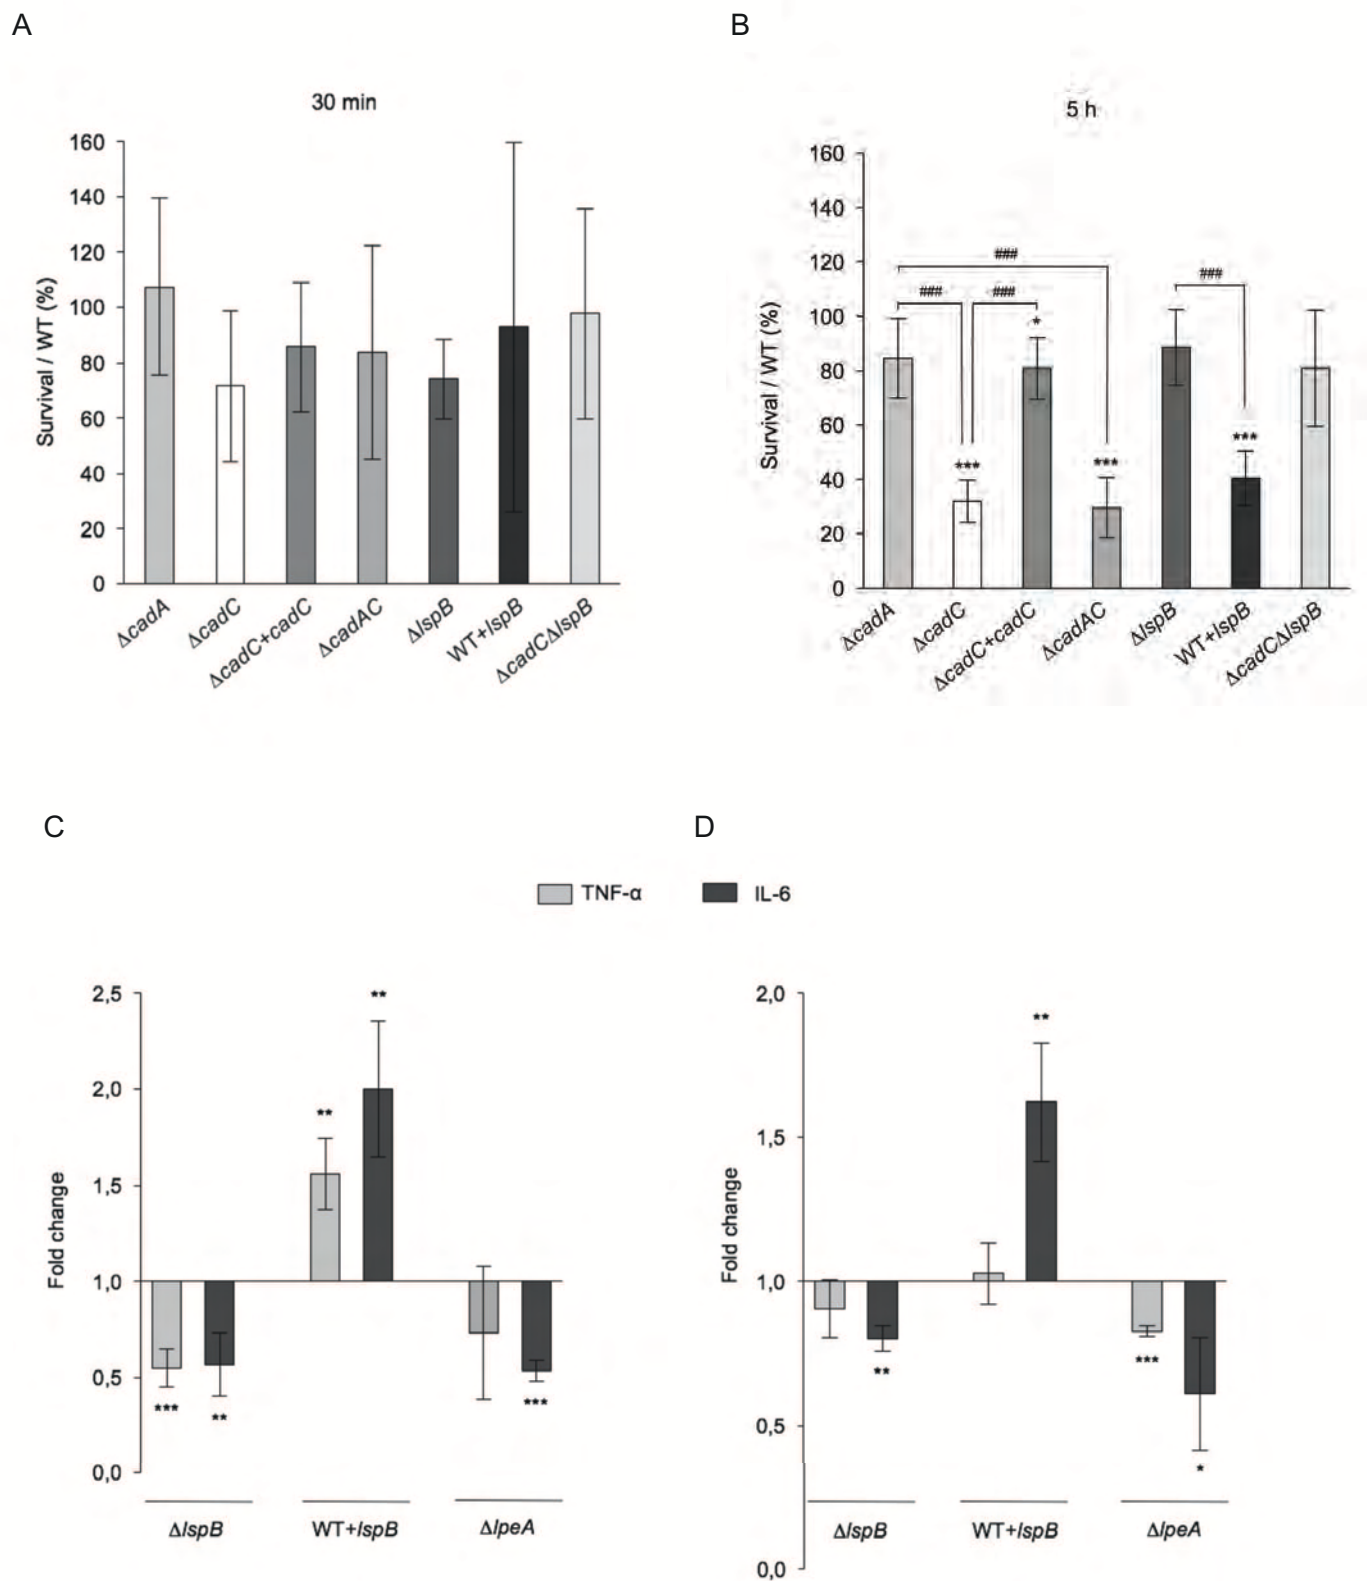 A
B
30 min
5 h
Survival / WT (%)
160
140
120
100
80
60
40
20
0
ΔcadA
ΔcadC
ΔcadC+cadC
ΔcadAC
ΔlspB
WT+lspB
ΔcadCΔlspB
Survival / WT (%)
160
140
120
100
80
60
40
20
0
###
###
###
###
*
***
***
***
ΔcadA
ΔcadC
ΔcadC+cadC
ΔcadAC
ΔlspB
WT+lspB
ΔcadCΔlspB
C
D
TNF-α
IL-6
Fold change
2,5
2,0
1,5
1,0
0,5
0,0
**
**
***
**
***
ΔlspB
WT+lspB
ΔlpeA
Fold change
2,0
1,5
1,0
0,5
0,0
**
**
***
*
ΔlspB
WT+lspB
ΔlpeA